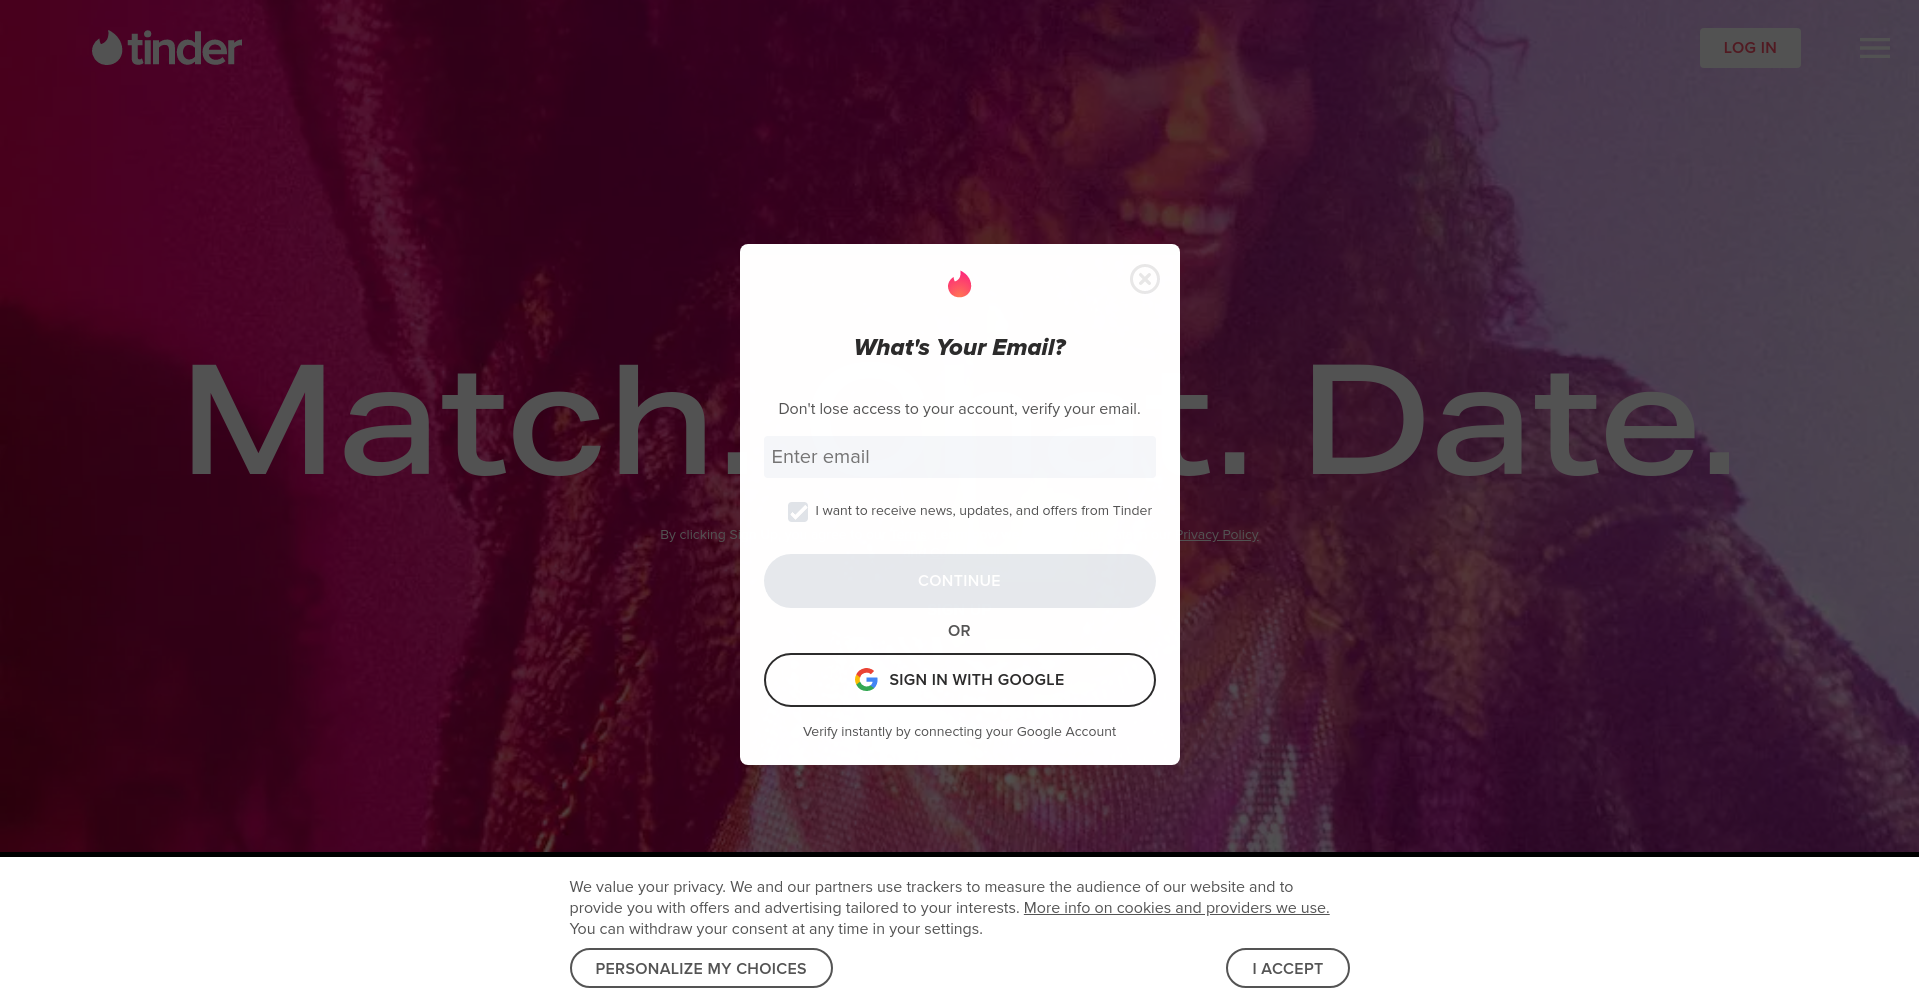 tinder
LOG IN
What's Your Email?
Match. Date.
Don't lose access to your account, verify your email.
Enter email
I want to receive news, updates, and offers from Tinder
By clicking Privacy Policy
CONTINUE
OR
SIGN IN WITH GOOGLE
Verify instantly by connecting your Google Account
We value your privacy. We and our partners use trackers to measure the audience of our website and to
provide you with offers and advertising tailored to your interests. More info on cookies and providers we use.
You can withdraw your consent at any time in your settings.
PERSONALIZE MY CHOICES
I ACCEPT